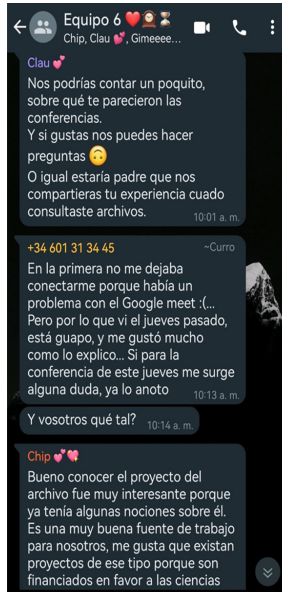 Equipo 6 ❤️🕰️⏳
Chip, Clau 💕, Gimeeee...
Clau 💕
Nos podrías contar un poquito,
sobre qué te parecieron las
conferencias.
Y si gustas nos puedes hacer
preguntas 🙃
O igual estaría padre que nos
compartieras tu experiencia cuado
consultaste archivos.
10:01 a. m.
+34 601 31 34 45 ~Curro
En la primera no me dejaba
conectarme porque había un
problema con el Google meet :(...
Pero por lo que vi el jueves pasado,
está guapo, y me gustó mucho
como lo explico... Si para la
conferencia de este jueves me surge
alguna duda, ya lo anoto
10:13 a. m.
Y vosotros qué tal? 10:14 a. m.
Chip 💕💖
Bueno conocer el proyecto del
archivo fue muy interesante porque
ya tenía algunas nociones sobre él.
Es una muy buena fuente de trabajo
para nosotros, me gusta que existan
proyectos de ese tipo porque son
financiados en favor a las ciencias